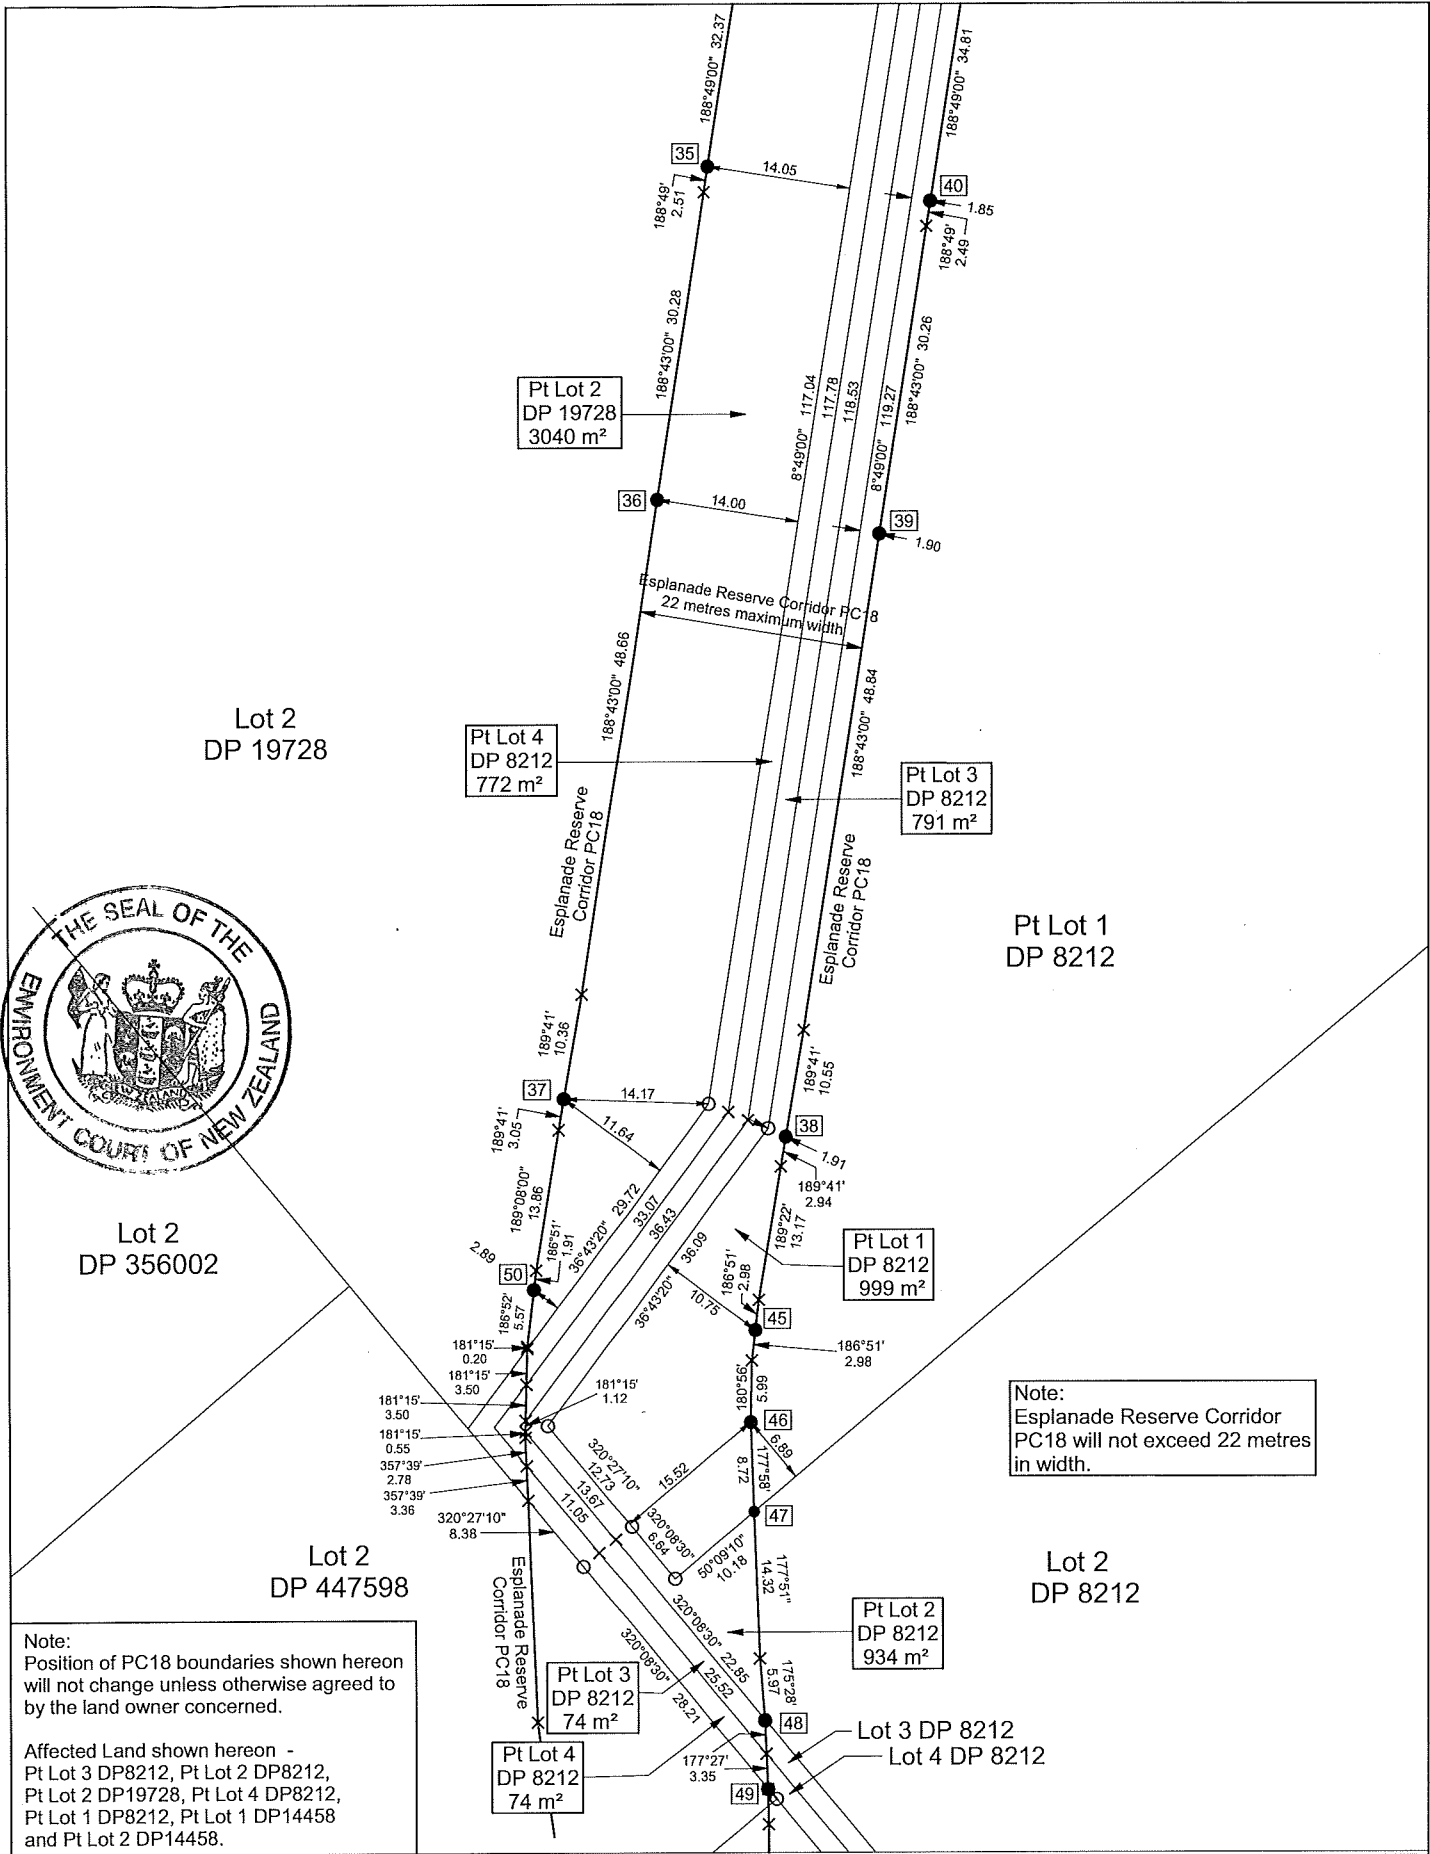 188°49'00" 32.37
188°49'00" 34.81
35
14.05
40
1.85
188°49'
2.51
188°49'
2.49
188°43'00" 30.28
188°43'00" 30.26
Pt Lot 2
DP 19728
3040 m²
8°49'00" 117.04
117.78
118.53
8°49'00" 119.27
36
14.00
39
1.90
Esplanade Reserve Corridor PC18
22 metres maximum width
188°43'00" 48.66
188°43'00" 48.84
Lot 2
DP 19728
Pt Lot 4
DP 8212
772 m²
Pt Lot 3
DP 8212
791 m²
Esplanade Reserve
Corridor PC18
Esplanade Reserve
Corridor PC18
Pt Lot 1
DP 8212
THE SEAL OF THE
ENVIRONMENT COURT OF NEW ZEALAND
NEW ZEALAND
189°41'
10.36
189°41'
10.55
37
14.17
11.64
38
1.91
189°41'
3.05
189°41'
2.94
189°08'00"
13.86
189°22'
13.17
36°43'20" 29.72
33.07
36.43
36°43'20" 36.09
Lot 2
DP 356002
2.89
186°51'
1.91
50
Pt Lot 1
DP 8212
999 m²
186°51'
2.98
10.75
45
186°52'
5.57
186°51'
2.98
181°15'
0.20
181°15'
3.50
181°15'
1.12
180°56'
5.99
181°15'
3.50
181°15'
0.55
46
6.89
357°39'
2.78
357°39'
3.36
320°27'10"
12.73
13.67
11.05
15.52
177°58'
8.72
Note:
Esplanade Reserve Corridor
PC18 will not exceed 22 metres
in width.
320°27'10"
8.38
47
320°08'30"
6.64
50°09'10"
10.18
177°51"
14.32
Lot 2
DP 447598
Esplanade Reserve
Corridor PC18
Lot 2
DP 8212
320°08'30" 22.85
25.52
320°08'30"
28.21
Pt Lot 2
DP 8212
934 m²
175°28'
5.97
Pt Lot 3
DP 8212
74 m²
48
Lot 3 DP 8212
Lot 4 DP 8212
Pt Lot 4
DP 8212
74 m²
177°27'
3.35
49
Note:
Position of PC18 boundaries shown hereon
will not change unless otherwise agreed to
by the land owner concerned.
Affected Land shown hereon -
Pt Lot 3 DP8212, Pt Lot 2 DP8212,
Pt Lot 2 DP19728, Pt Lot 4 DP8212,
Pt Lot 1 DP8212, Pt Lot 1 DP14458
and Pt Lot 2 DP14458.